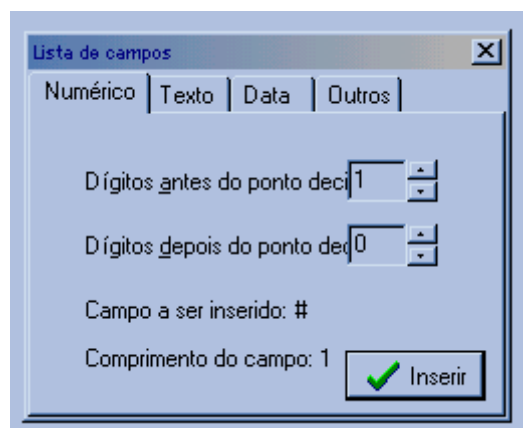 Lista de campos
Numérico Texto Data Outros
Dígitos antes do ponto deci 1
Dígitos depois do ponto dec 0
Campo a ser inserido: #
Comprimento do campo: 1
Inserir